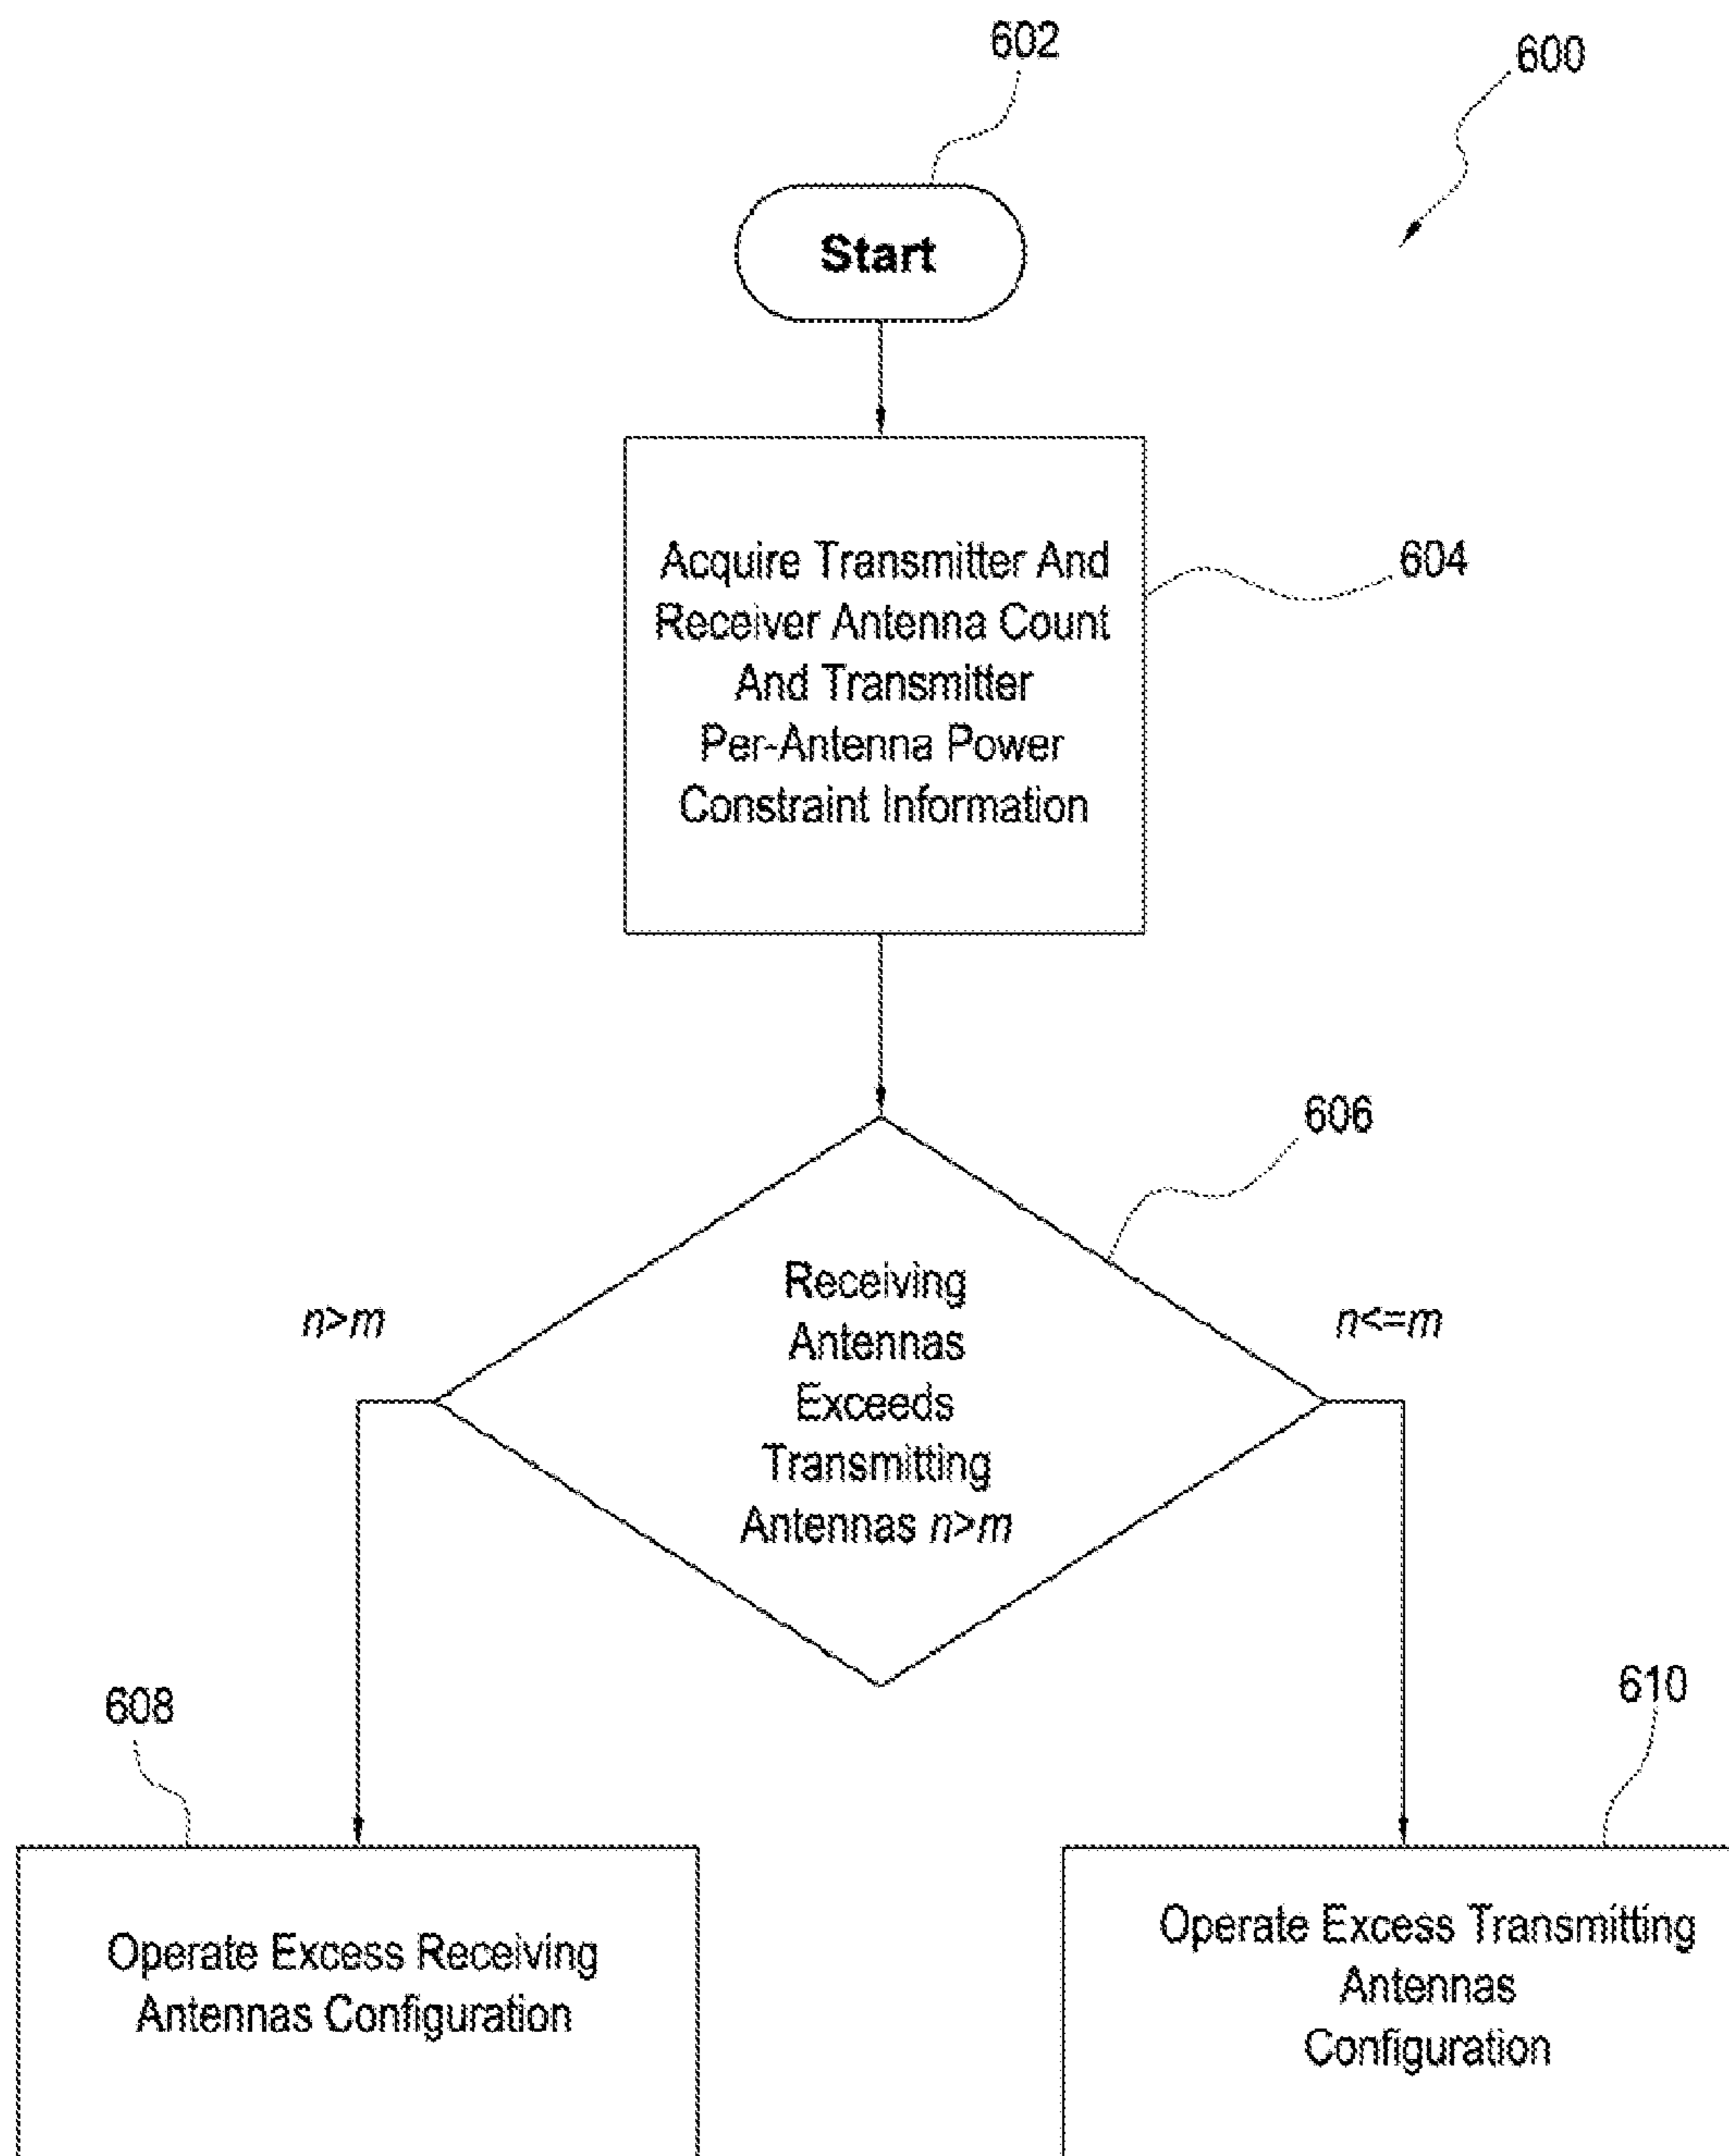 602
600
Start
Acquire Transmitter And
Receiver Antenna Count
And Transmitter
Per-Antenna Power
Constraint Information
604
606
Receiving
Antennas
Exceeds
Transmitting
Antennas n>m
n>m
n<=m
608
610
Operate Excess Receiving
Antennas Configuration
Operate Excess Transmitting
Antennas
Configuration